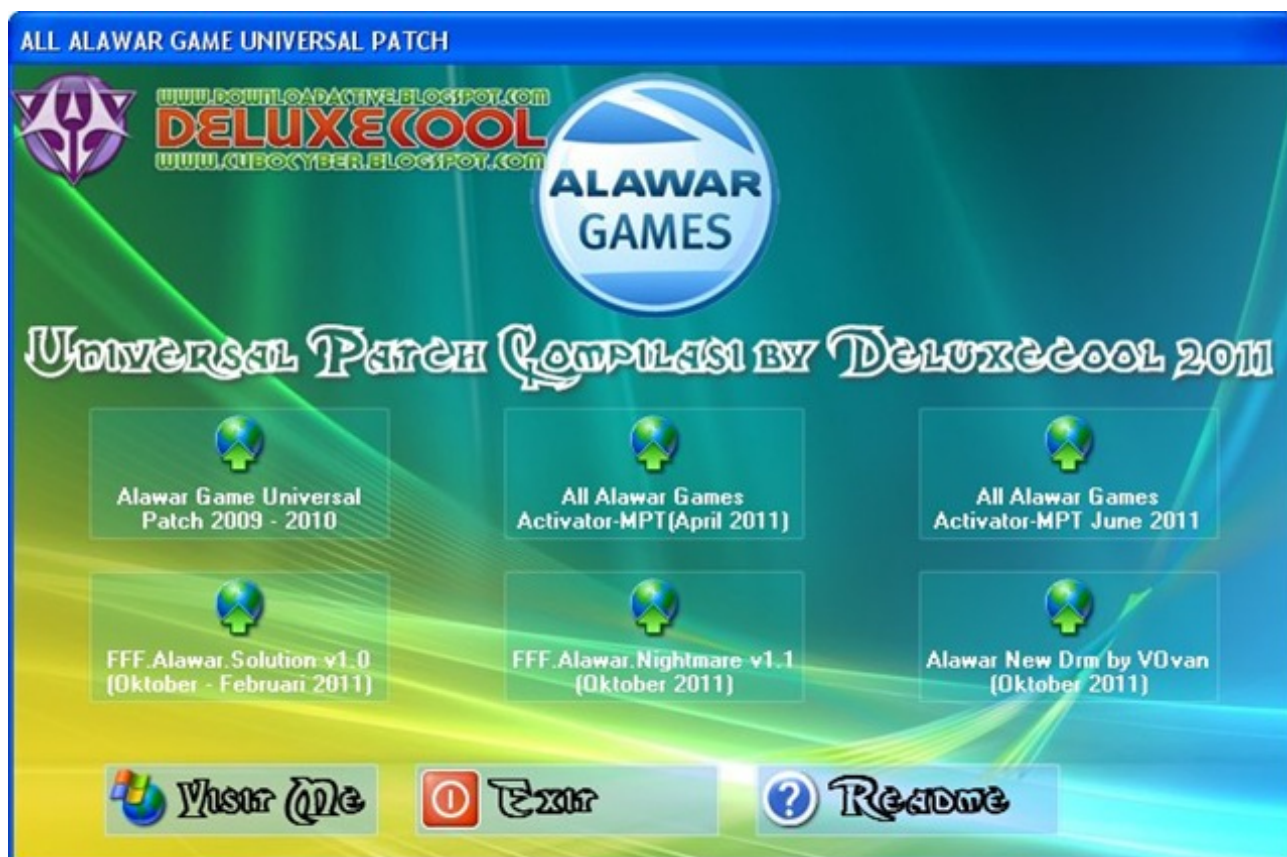 ALL ALAWAR GAME UNIVERSAL PATCH
WWW.DOWNLOADACTIVE.BLOGSPOT.COM
DELUXECOOL
WWW.CUBOCYBER.BLOGSPOT.COM
ALAWAR
GAMES
Universal Patch Compilasi by Deluxecool 2011
Alawar Game Universal
Patch 2009 - 2010
All Alawar Games
Activator-MPT(April 2011)
All Alawar Games
Activator-MPT June 2011
FFF.Alawar.Solution v1.0
(Oktober - Februari 2011)
FFF.Alawar.Nightmare v1.1
(Oktober 2011)
Alawar New Drm by VOvan
(Oktober 2011)
Visit Me
Exit
Readme